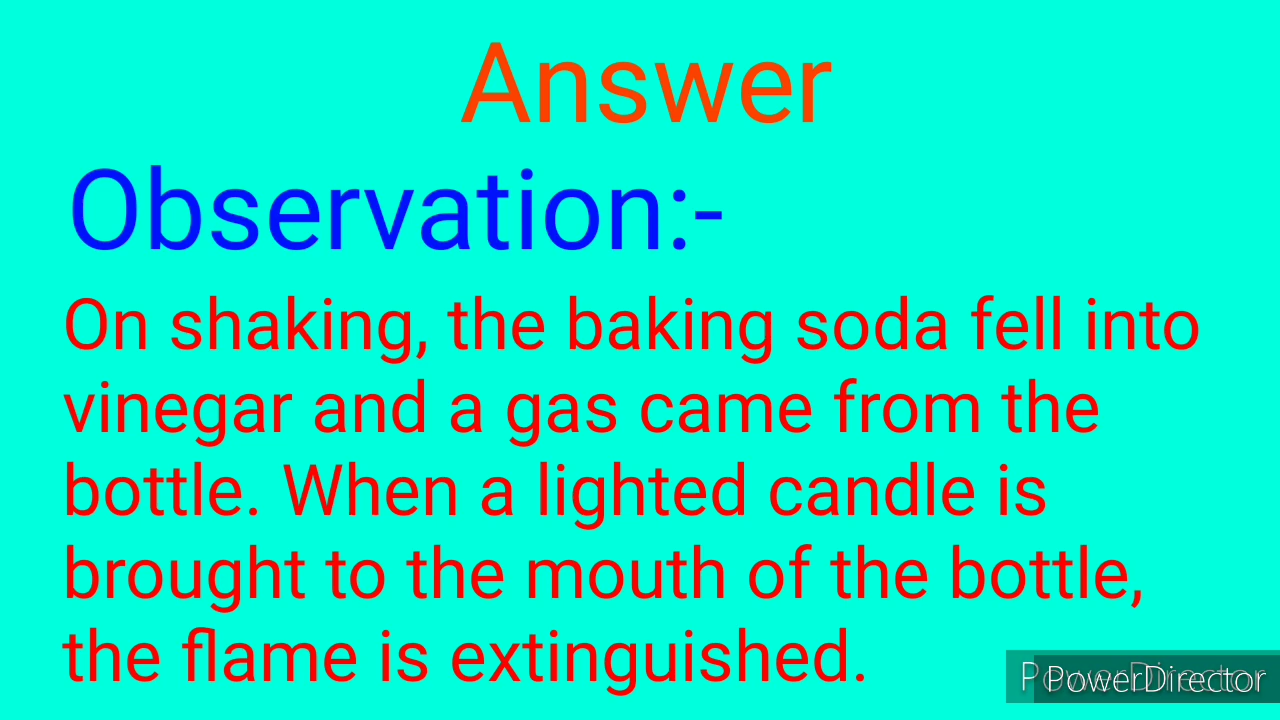 Answer
Observation:-
On shaking, the baking soda fell into
vinegar and a gas came from the
bottle. When a lighted candle is
brought to the mouth of the bottle,
the flame is extinguished.
PowerDirector
PowerDirector